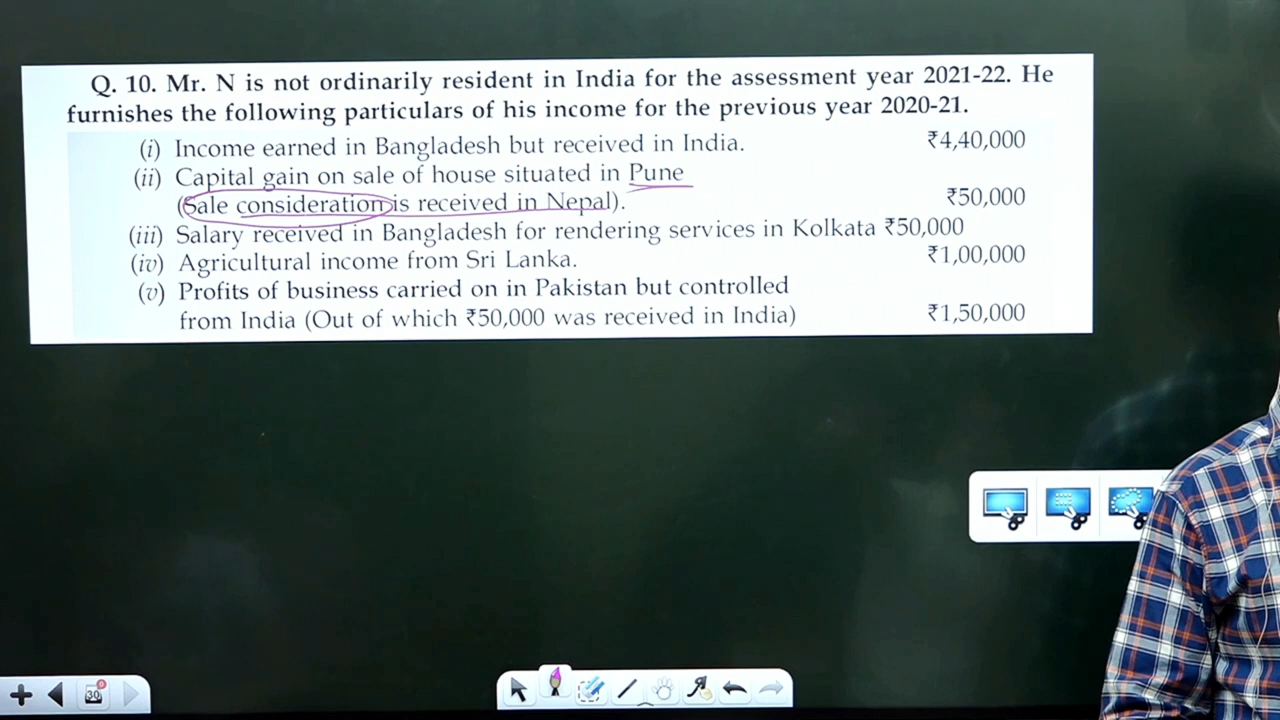 Q. 10. Mr. N is not ordinarily resident in India for the assessment year 2021-22. He
furnishes the following particulars of his income for the previous year 2020-21.
(i) Income earned in Bangladesh but received in India. ₹4,40,000
(ii) Capital gain on sale of house situated in Pune
(Sale consideration is received in Nepal). ₹50,000
(iii) Salary received in Bangladesh for rendering services in Kolkata ₹50,000
(iv) Agricultural income from Sri Lanka. ₹1,00,000
(v) Profits of business carried on in Pakistan but controlled
from India (Out of which ₹50,000 was received in India) ₹1,50,000
30
0